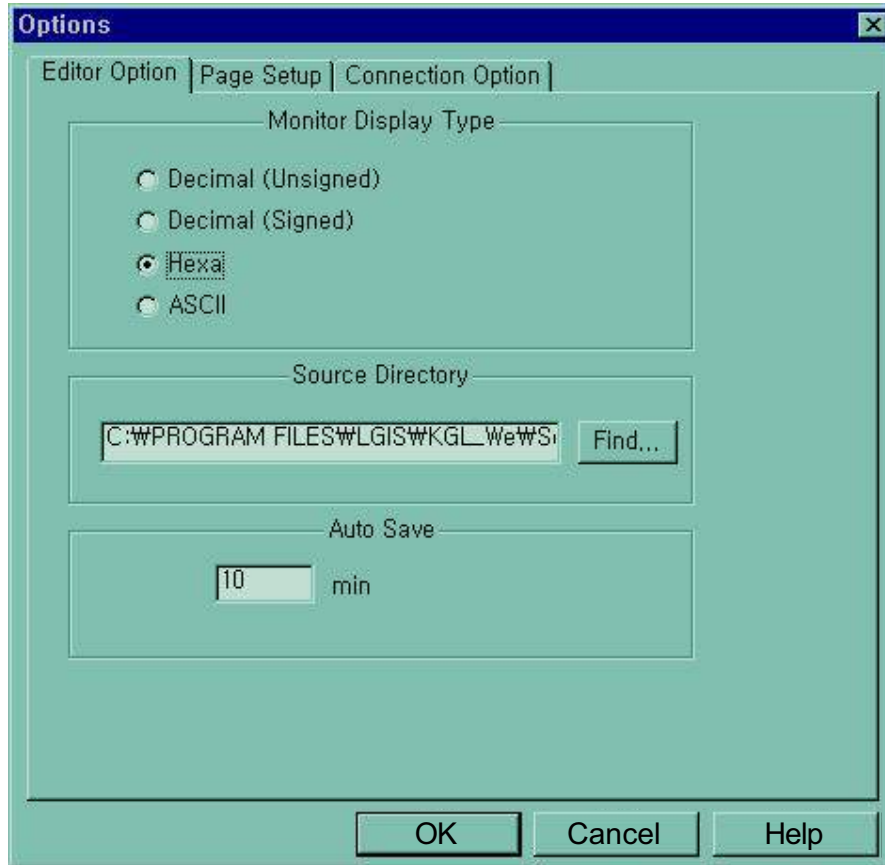 Options
Editor Option Page Setup Connection Option
Monitor Display Type
Decimal (Unsigned)
Decimal (Signed)
Hexa
ASCII
Source Directory
C:₩PROGRAM FILES₩LGIS₩KGL_We₩S Find...
Auto Save
10 min
OK Cancel Help